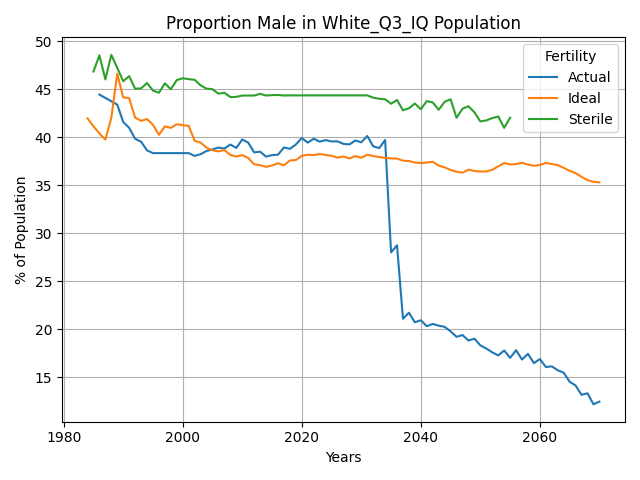 Proportion Male in White_Q3_IQ Population
% of Population
50
45
40
35
30
25
20
15
1980
2000
2020
2040
2060
Years
Fertility
Actual
Ideal
Sterile